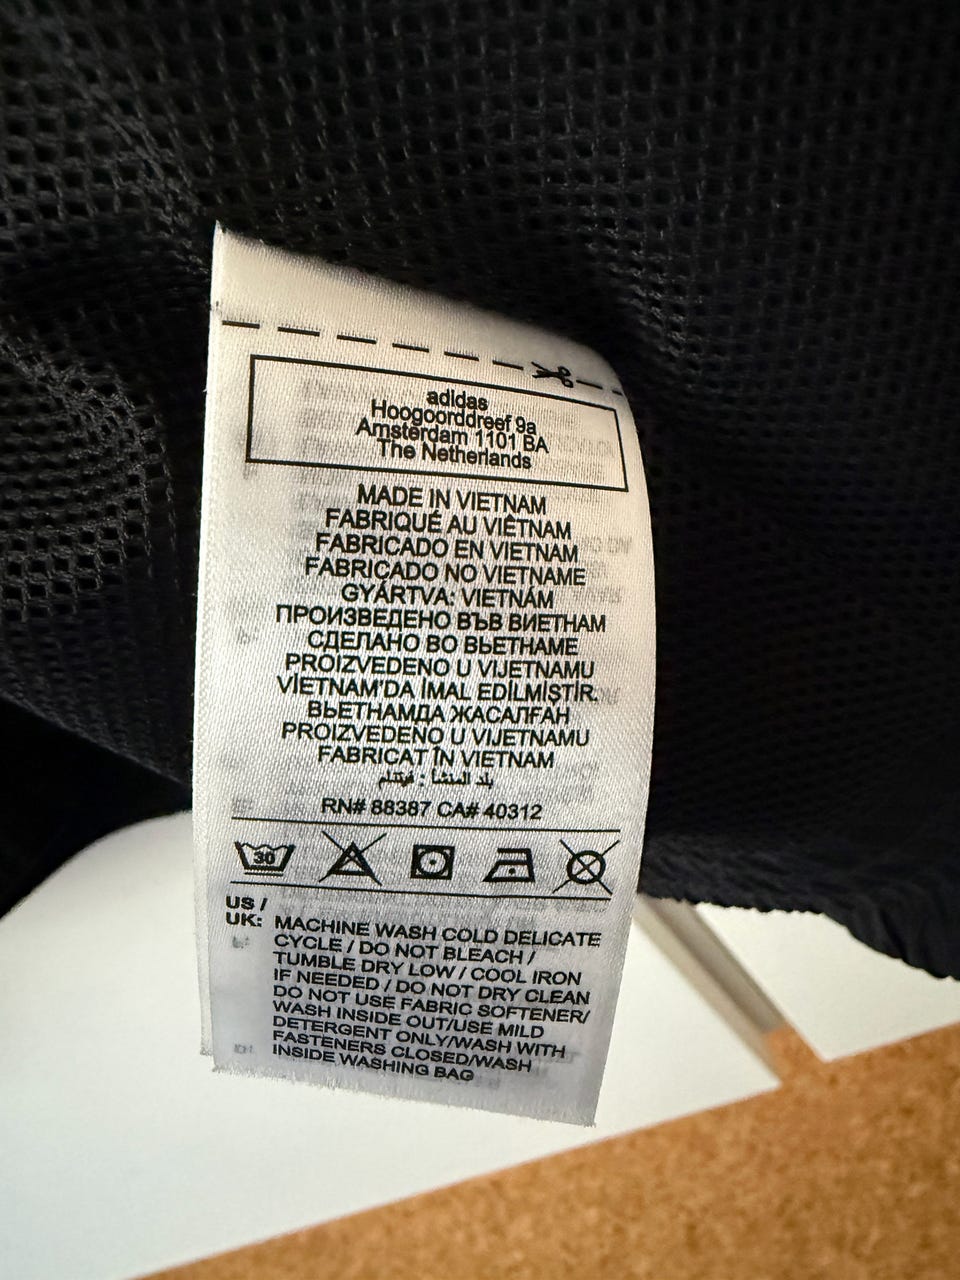 adidas
Hoogoorddreef 9a
Amsterdam 1101 BA
The Netherlands
MADE IN VIETNAM
FABRIQUÉ AU VIÊTNAM
FABRICADO EN VIETNAM
FABRICADO NO VIETNAME
GYÁRTVA: VIETNÁM
ПРОИЗВЕДЕНО ВЪВ ВИЕТНАМ
СДЕЛАНО ВО ВЬЕТНАМЕ
PROIZVEDENO U VIJETNAMU
VİETNAM'DA İMAL EDİLMİŞTİR.
ВЬЕТНАМДА ЖАСАЛҒАН
PROIZVEDENO U VIJETNAMU
FABRICAT ÎN VIETNAM
بلد المنشأ : فيتنام
RN# 88387 CA# 40312
30
US /
UK: MACHINE WASH COLD DELICATE
CYCLE / DO NOT BLEACH /
TUMBLE DRY LOW / COOL IRON
IF NEEDED / DO NOT DRY CLEAN
DO NOT USE FABRIC SOFTENER/
WASH INSIDE OUT/USE MILD
DETERGENT ONLY/WASH WITH
FASTENERS CLOSED/WASH
INSIDE WASHING BAG